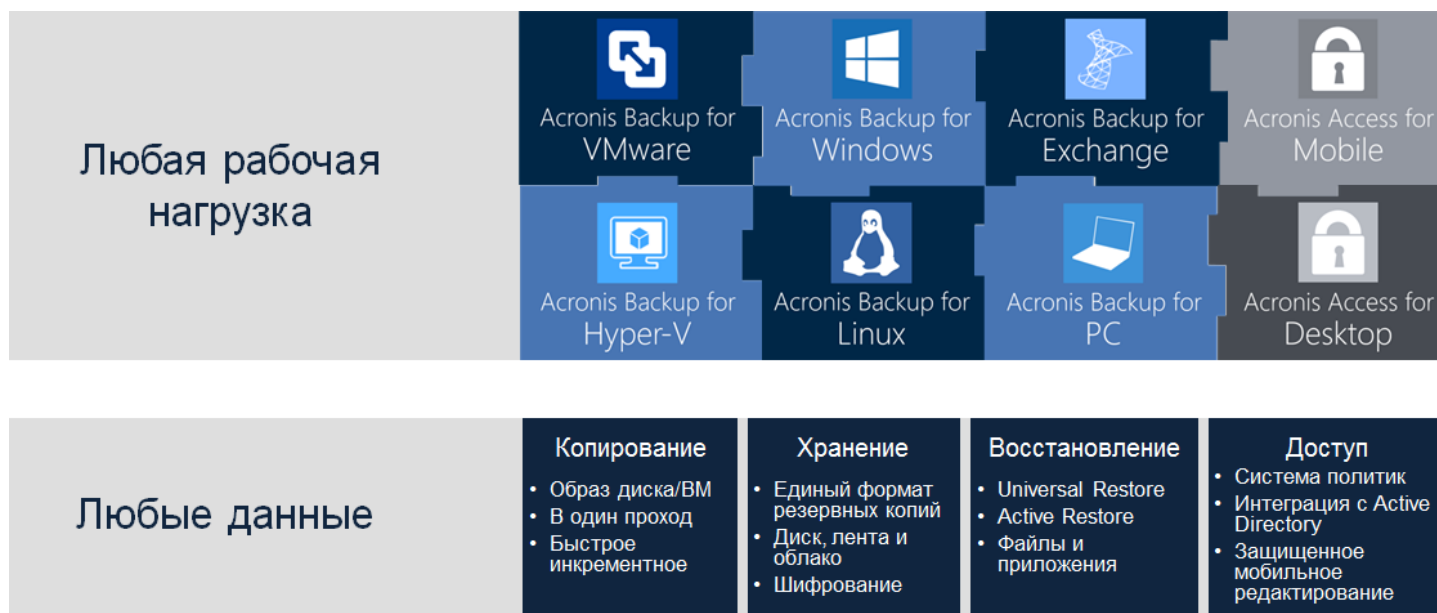 Любая рабочая
нагрузка
Acronis Backup for
VMware
Acronis Backup for
Windows
Acronis Backup for
Exchange
Acronis Access for
Mobile
Acronis Backup for
Hyper-V
Acronis Backup for
Linux
Acronis Backup for
PC
Acronis Access for
Desktop
Любые данные
Копирование
• Образ диска/ВМ
• В один проход
• Быстрое
инкрементное
Хранение
• Единый формат
резервных копий
• Диск, лента и
облако
• Шифрование
Восстановление
• Universal Restore
• Active Restore
• Файлы и
приложения
Доступ
• Система политик
• Интеграция с Active
Directory
• Защищенное
мобильное
редактирование